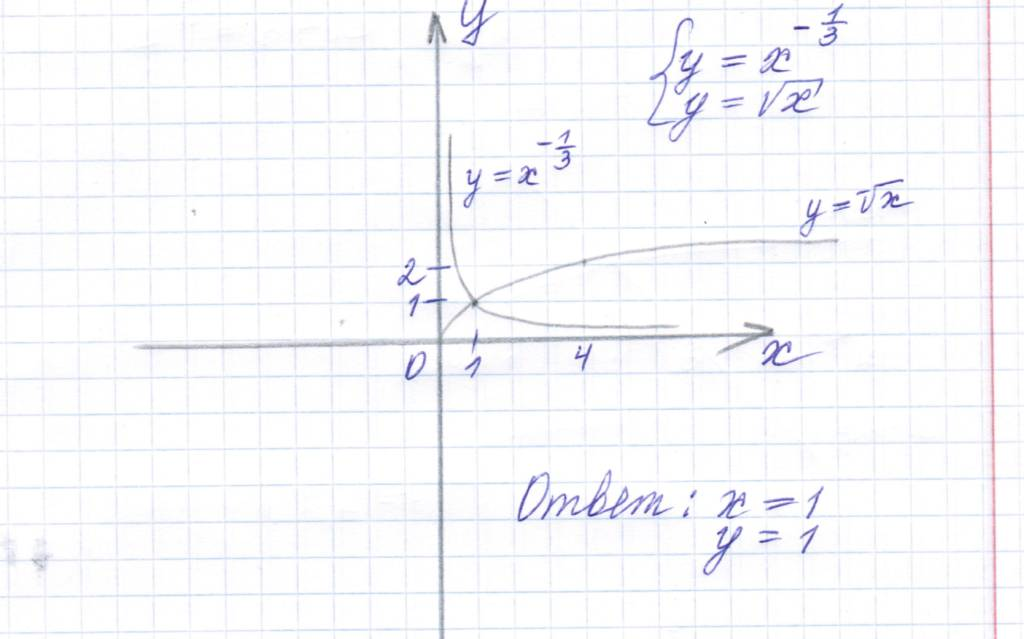 y
{y = x^(-1/3)
y = √x
y = x^(-1/3)
y = √x
2
1
0 1 4 x
Ответ: x = 1
y = 1